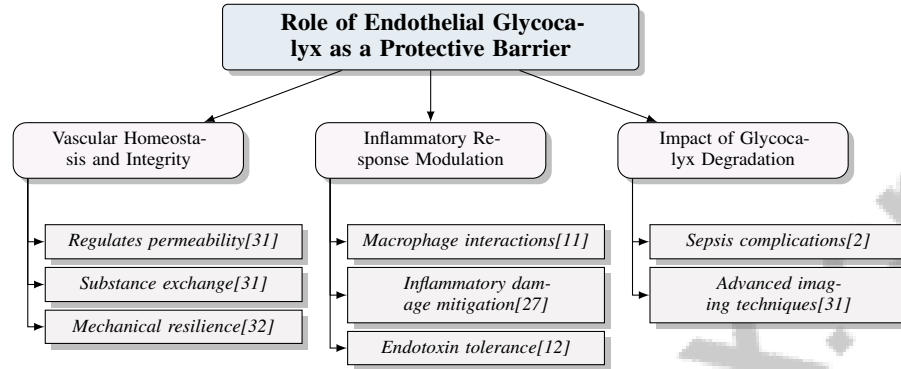 Role of Endothelial Glycoca-
lyx as a Protective Barrier
Vascular Homeosta-
sis and Integrity
Regulates permeability[31]
Substance exchange[31]
Mechanical resilience[32]
Inflammatory Re-
sponse Modulation
Macrophage interactions[11]
Inflammatory dam-
age mitigation[27]
Endotoxin tolerance[12]
Impact of Glycoca-
lyx Degradation
Sepsis complications[2]
Advanced imag-
ing techniques[31]